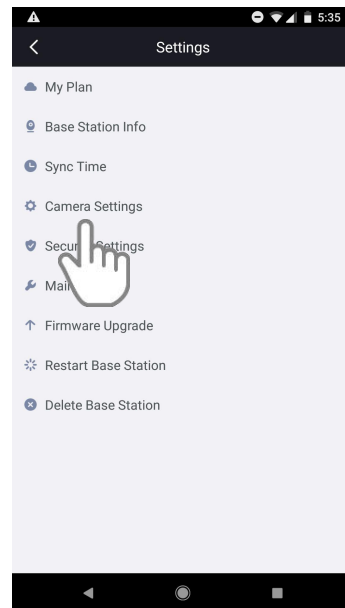 5:35
Settings
My Plan
Base Station Info
Sync Time
Camera Settings
Settings
Firmware Upgrade
Restart Base Station
Delete Base Station